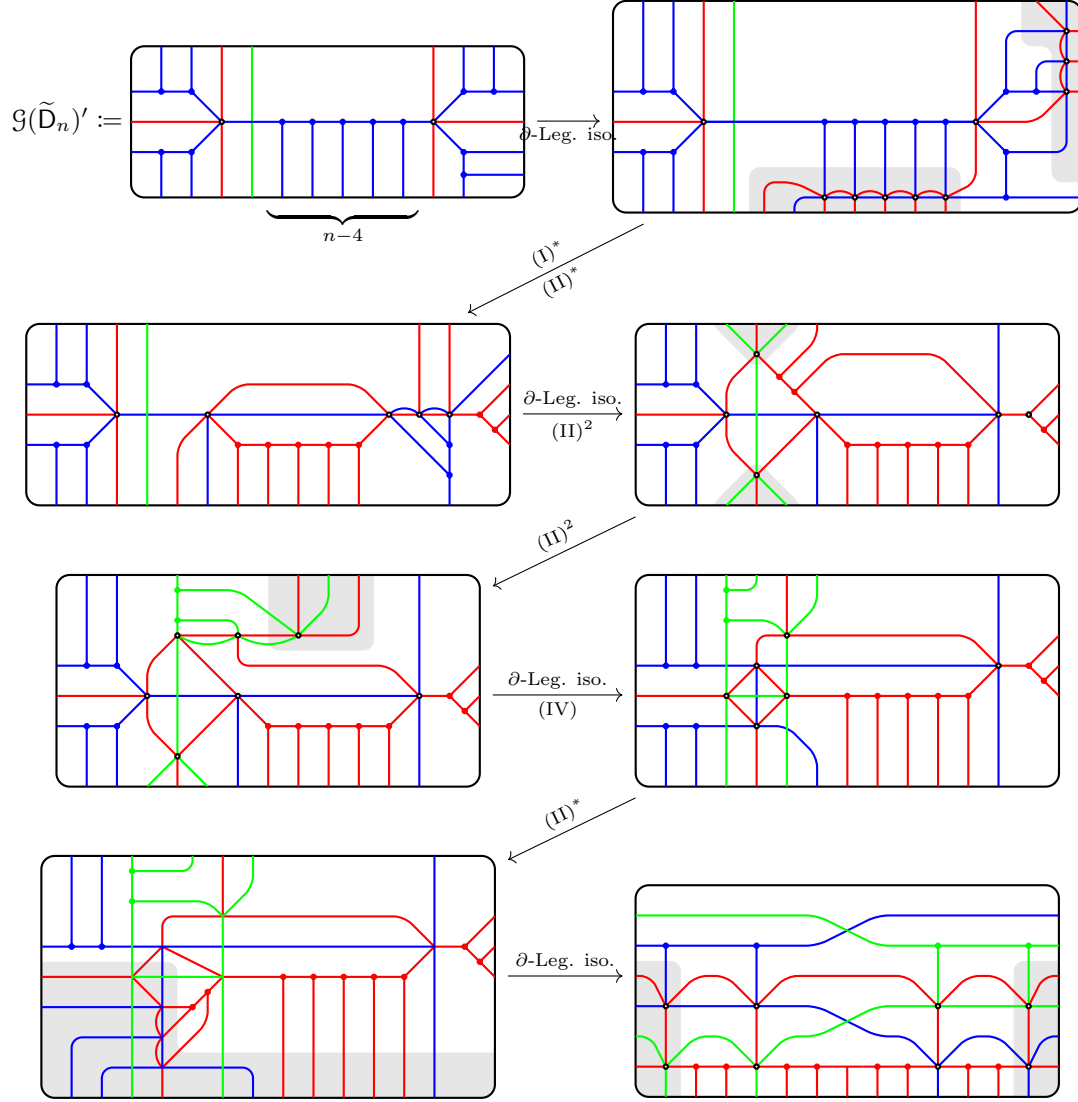 𝒢(D̃ₙ)′ :=
∂-Leg. iso.
n−4
(I)*
(II)*
∂-Leg. iso.
(II)²
(II)²
∂-Leg. iso.
(IV)
(II)*
∂-Leg. iso.